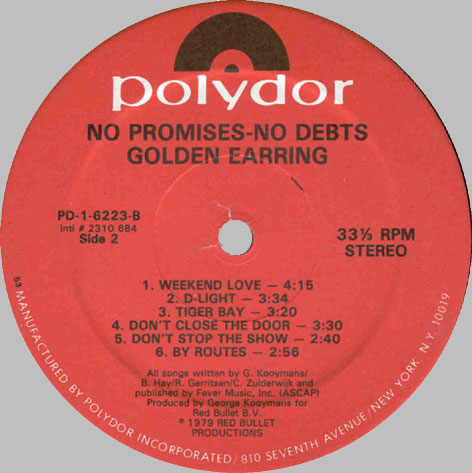 polydor
NO PROMISES-NO DEBTS
GOLDEN EARRING
PD-1-6223-B
Intl # 2310 684
Side 2
33⅓ RPM
STEREO
1. WEEKEND LOVE — 4:15
2. D-LIGHT — 3:34
3. TIGER BAY — 3:20
4. DON'T CLOSE THE DOOR — 3:30
5. DON'T STOP THE SHOW — 2:40
6. BY ROUTES — 2:56
All songs written by G. Kooymans/
B. Hay/R. Gerritsen/C. Zuiderwijk and
published by Fever Music, Inc. (ASCAP)
Produced by George Kooymans for
Red Bullet B.V.
℗ 1979 RED BULLET
PRODUCTIONS
53 MANUFACTURED BY POLYDOR INCORPORATED/810 SEVENTH AVENUE/NEW YORK, N.Y. 10019